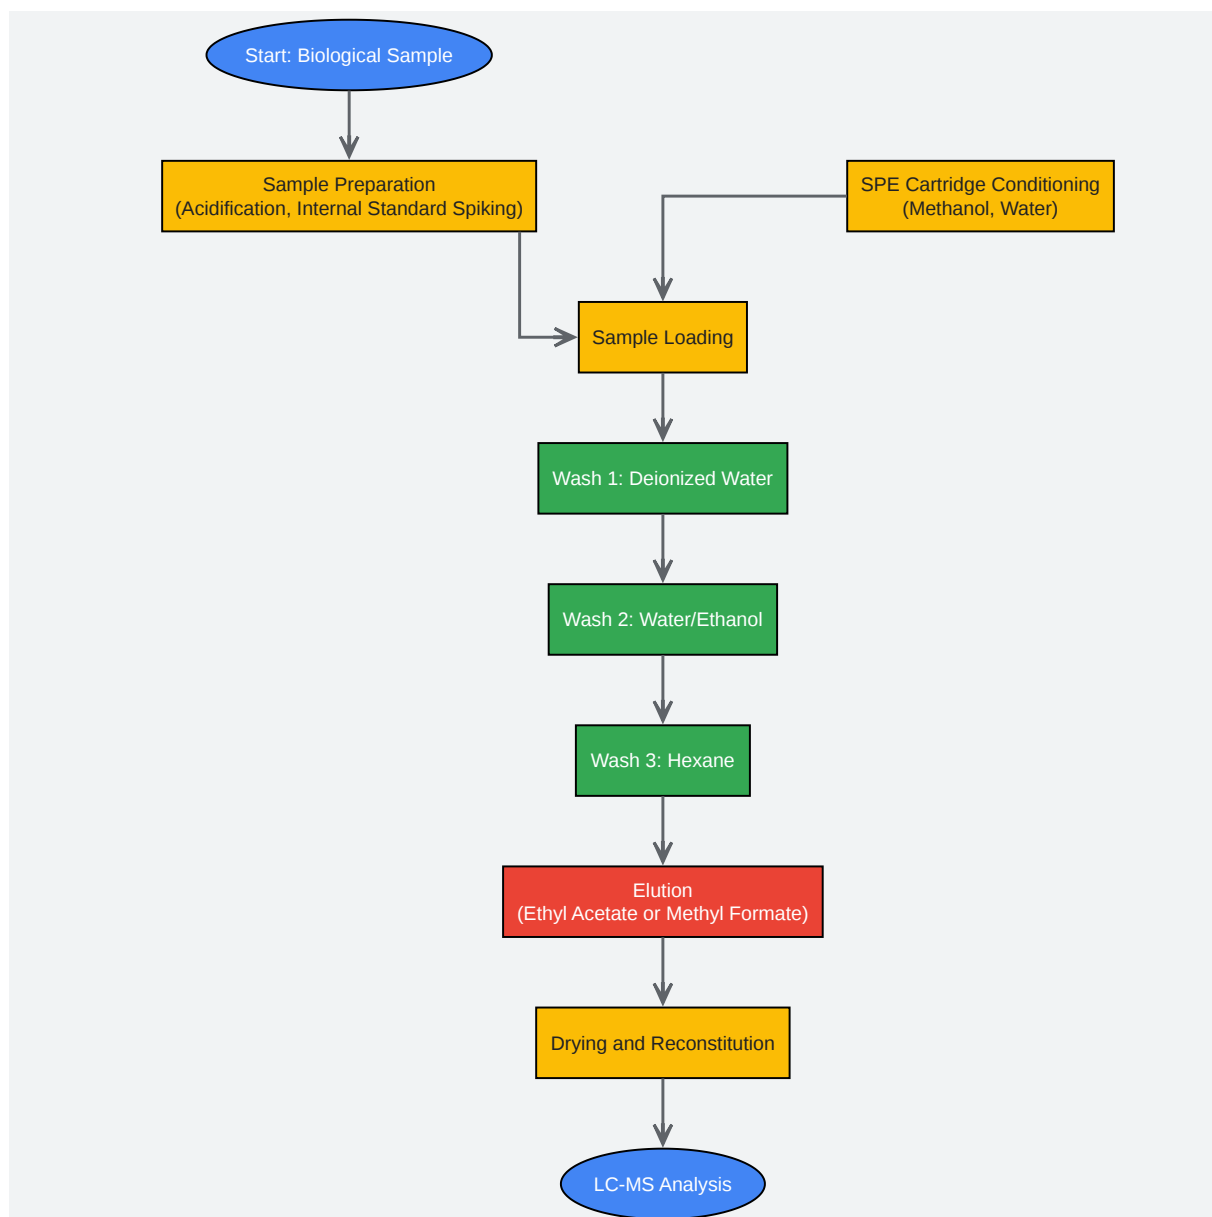 Start: Biological Sample
Sample Preparation
(Acidification, Internal Standard Spiking)
SPE Cartridge Conditioning
(Methanol, Water)
Sample Loading
Wash 1: Deionized Water
Wash 2: Water/Ethanol
Wash 3: Hexane
Elution
(Ethyl Acetate or Methyl Formate)
Drying and Reconstitution
LC-MS Analysis